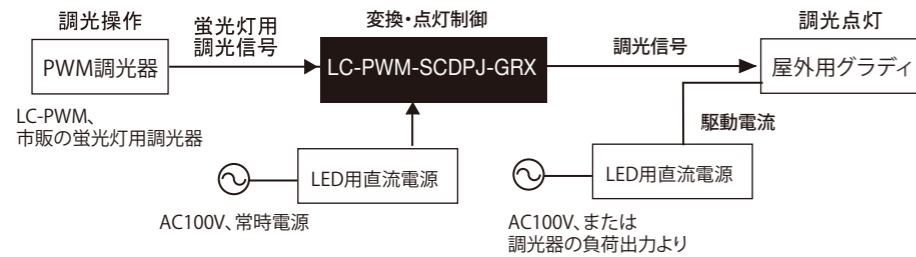 調光操作
蛍光灯用
調光信号
変換・点灯制御
調光信号
調光点灯
PWM調光器
LC-PWM-SCDPJ-GRX
屋外用グラディ
LC-PWM、
市販の蛍光灯用調光器
駆動電流
LED用直流電源
LED用直流電源
AC100V、常時電源
AC100V、または
調光器の負荷出力より